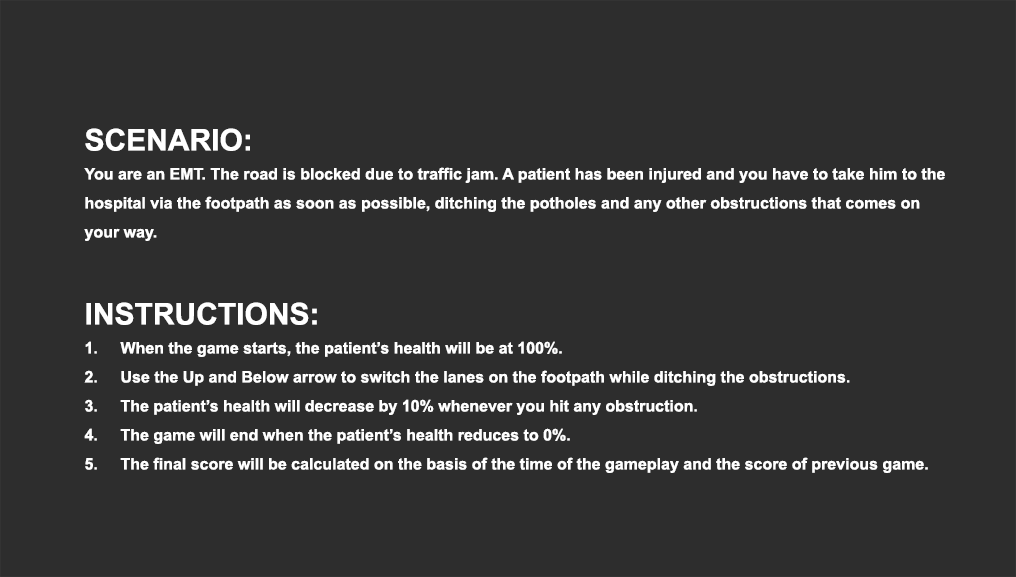 SCENARIO:
You are an EMT. The road is blocked due to traffic jam. A patient has been injured and you have to take him to the
hospital via the footpath as soon as possible, ditching the potholes and any other obstructions that comes on
your way.
INSTRUCTIONS:
1. When the game starts, the patient’s health will be at 100%.
2. Use the Up and Below arrow to switch the lanes on the footpath while ditching the obstructions.
3. The patient’s health will decrease by 10% whenever you hit any obstruction.
4. The game will end when the patient’s health reduces to 0%.
5. The final score will be calculated on the basis of the time of the gameplay and the score of previous game.